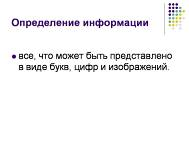 Определение информации
все, что может быть представлено
в виде букв, цифр и изображений.